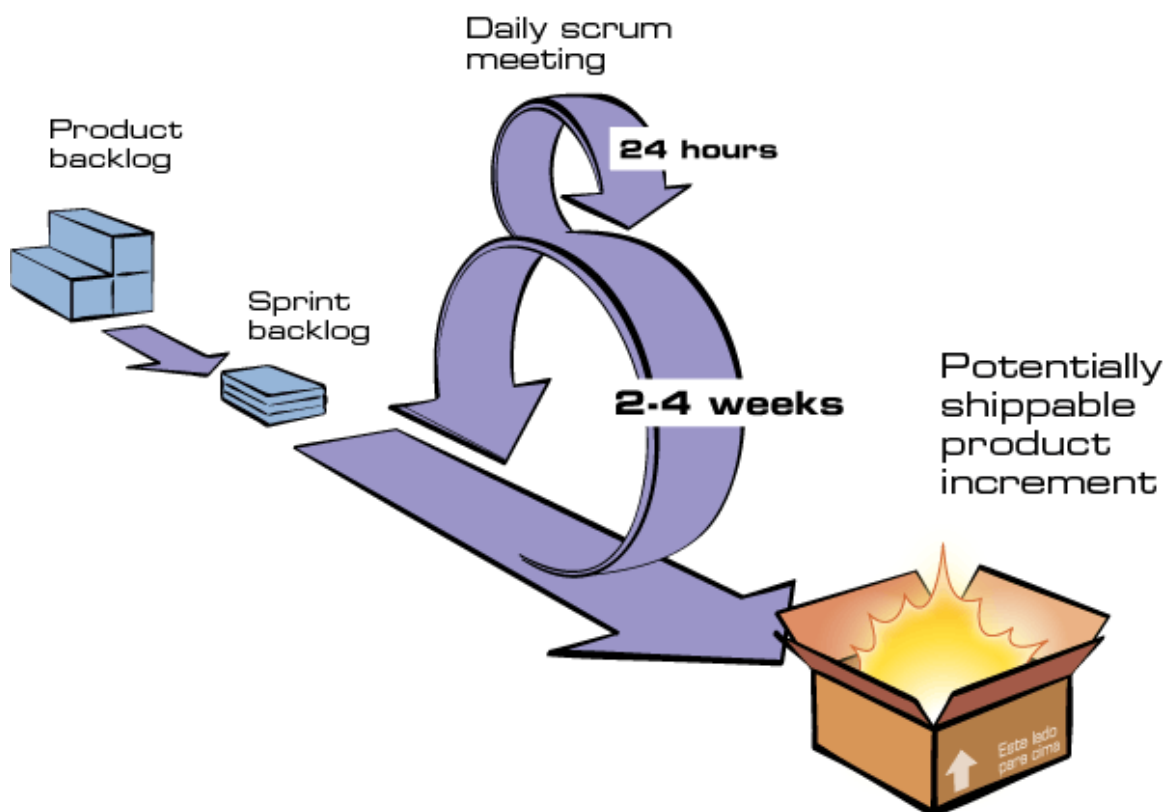 Daily scrum
meeting
24 hours
Product
backlog
Sprint
backlog
2-4 weeks
Potentially
shippable
product
increment
Este lado
para cima